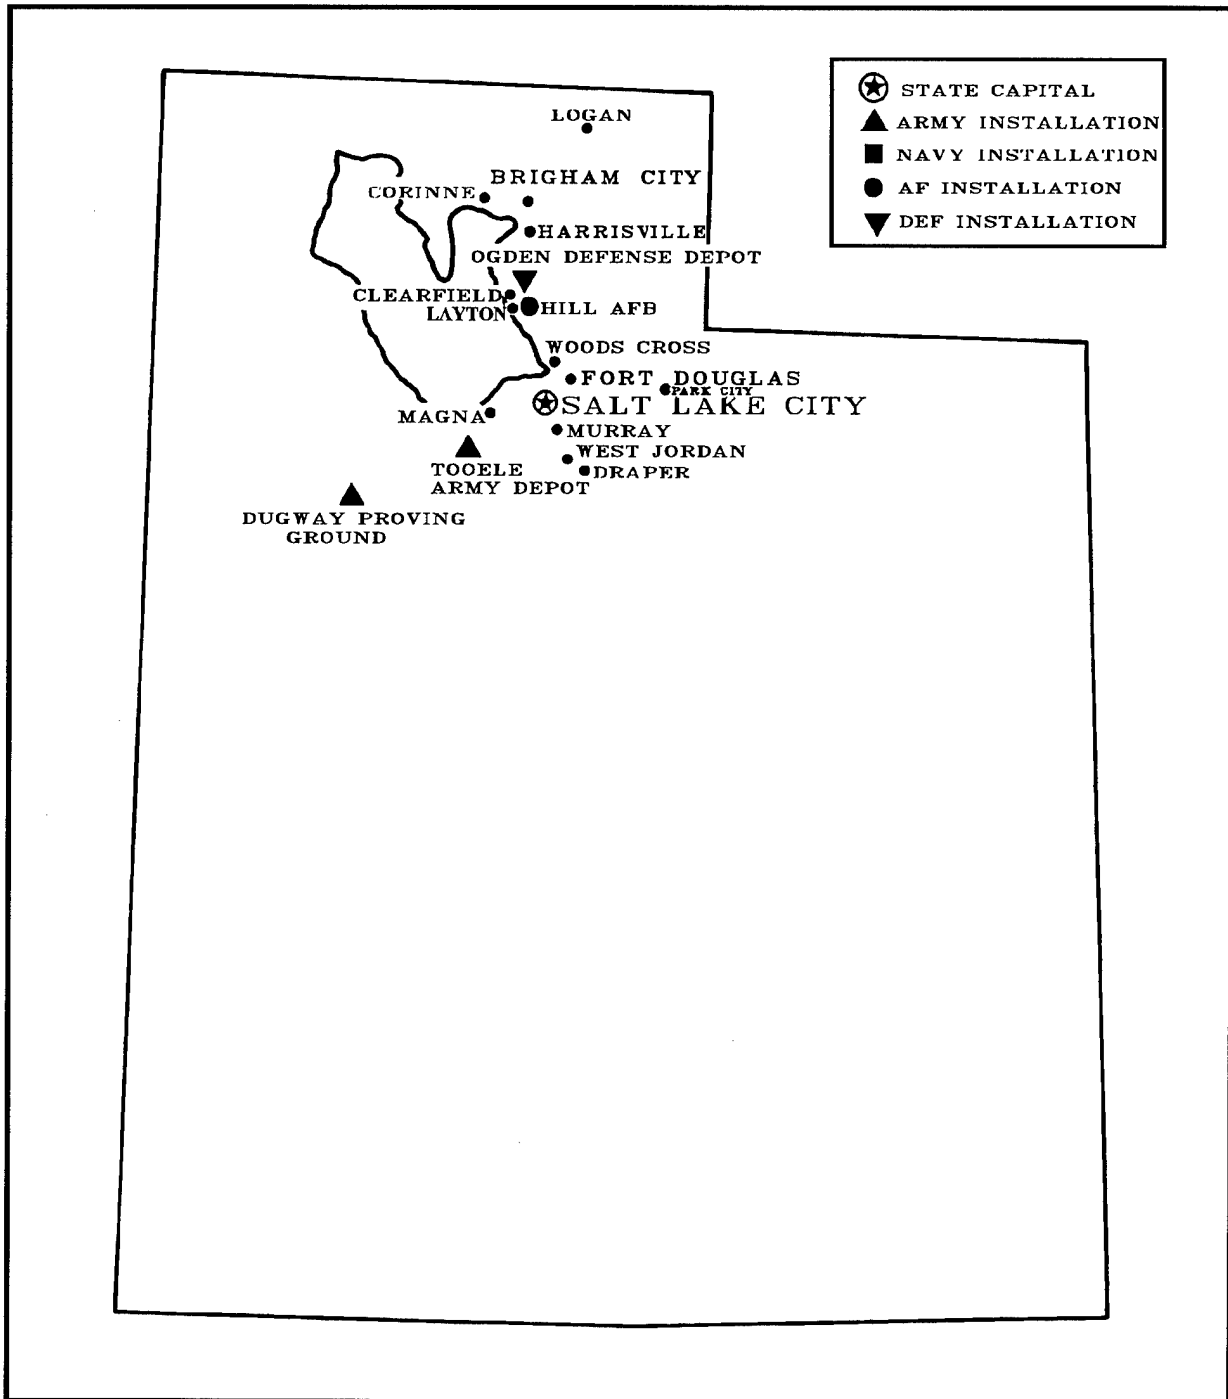 STATE CAPITAL
ARMY INSTALLATION
NAVY INSTALLATION
AF INSTALLATION
DEF INSTALLATION
LOGAN
BRIGHAM CITY
CORINNE
HARRISVILLE
OGDEN DEFENSE DEPOT
CLEARFIELD
LAYTON
HILL AFB
WOODS CROSS
FORT DOUGLAS
PARK CITY
SALT LAKE CITY
MAGNA
MURRAY
WEST JORDAN
TOOELE
ARMY DEPOT
DRAPER
DUGWAY PROVING
GROUND